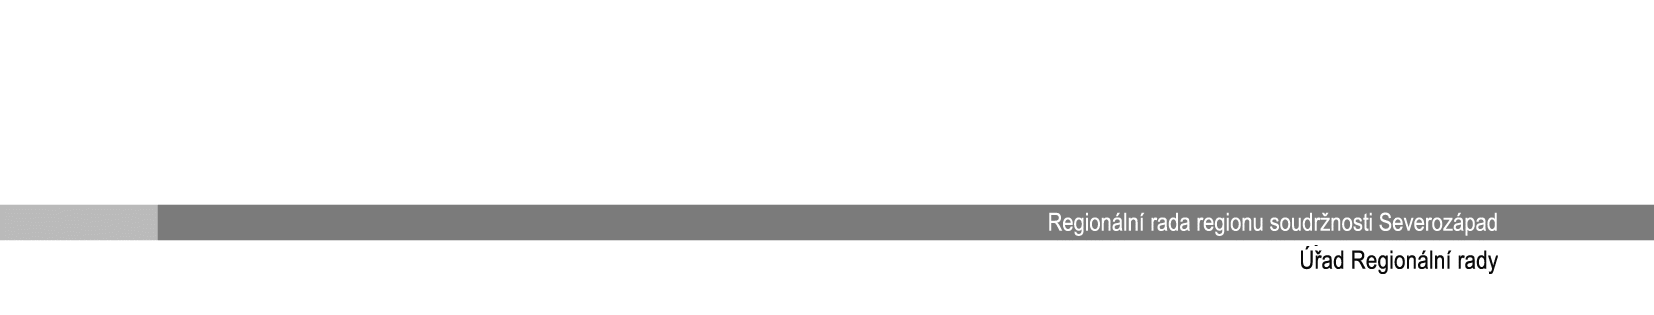 Regionální rada regionu soudržnosti Severozápad
Úřad Regionální rady